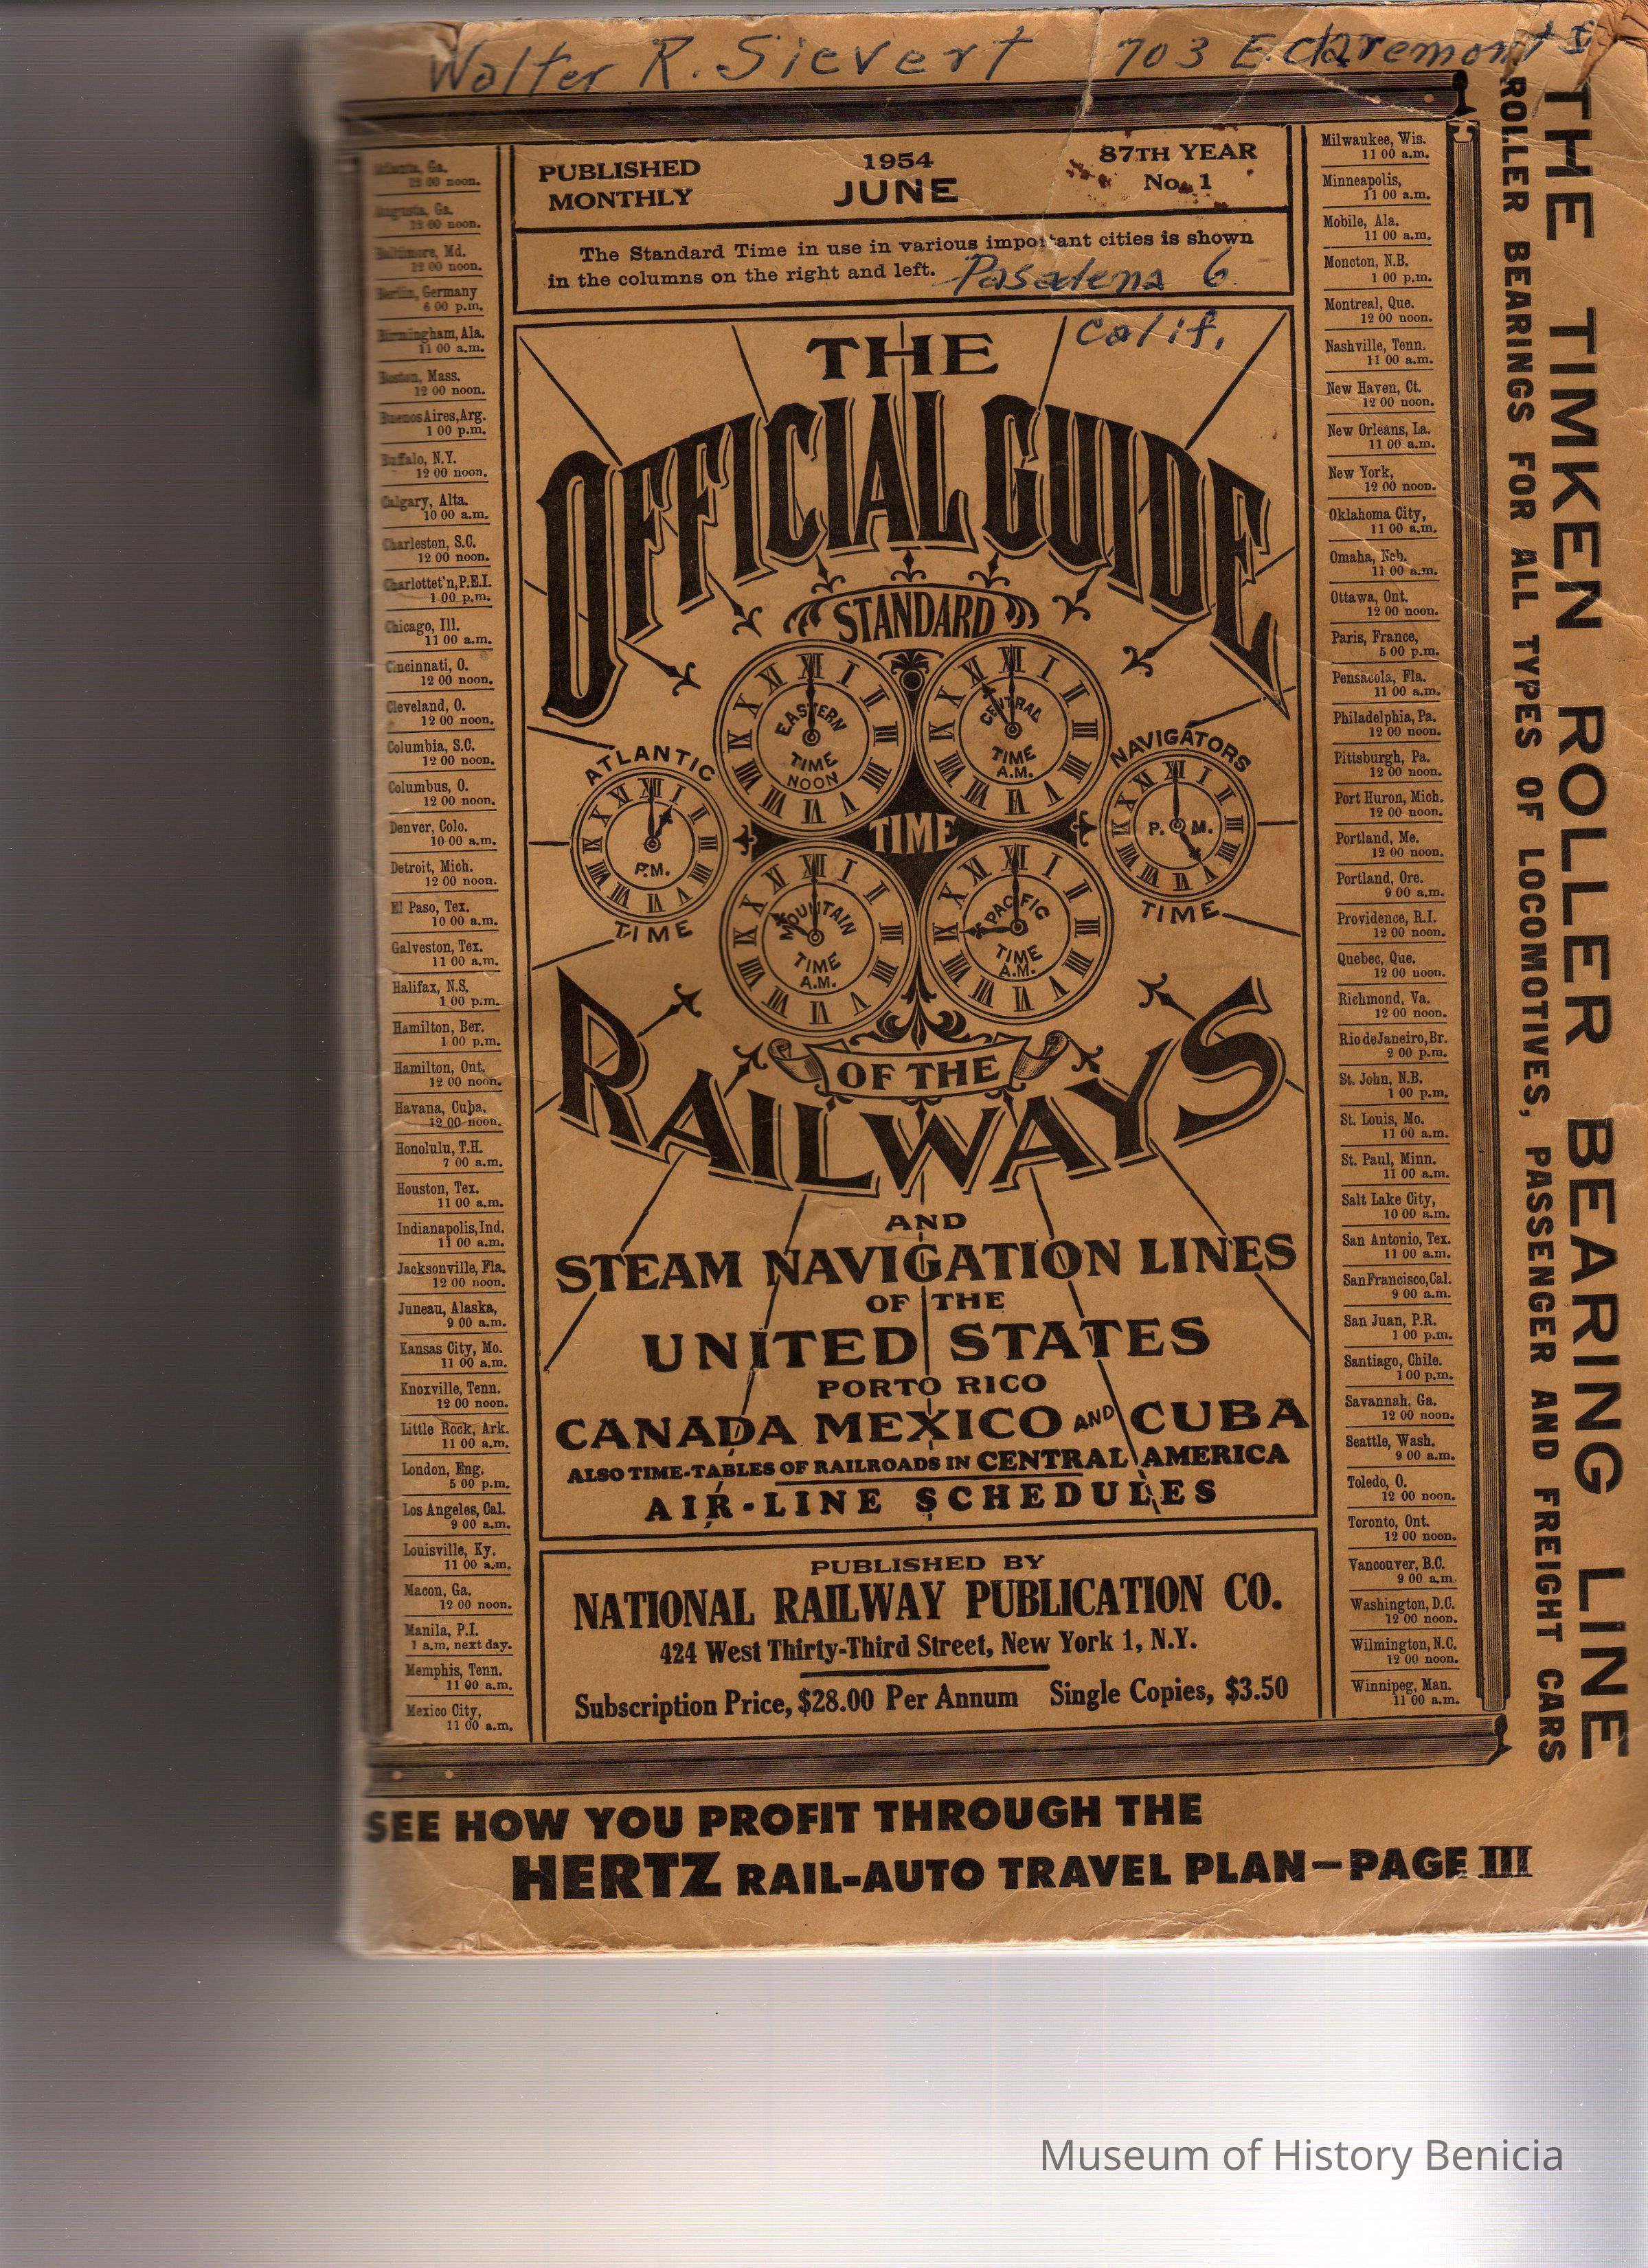 Walter R. Sievert 703 E. Claremont St
PUBLISHED MONTHLY
1954
JUNE
87TH YEAR
No. 1
The Standard Time in use in various important cities is shown
in the columns on the right and left.
Pasadena 6
Calif.
Atlanta, Ga.
12 00 noon.
Augusta, Ga.
12 00 noon.
Baltimore, Md.
12 00 noon.
Berlin, Germany
6 00 p.m.
Birmingham, Ala.
11 00 a.m.
Boston, Mass.
12 00 noon.
Buenos Aires, Arg.
1 00 p.m.
Buffalo, N.Y.
12 00 noon.
Calgary, Alta.
10 00 a.m.
Charleston, S.C.
12 00 noon.
Charlottet'n, P.E.I.
1 00 p.m.
Chicago, Ill.
11 00 a.m.
Cincinnati, O.
12 00 noon.
Cleveland, O.
12 00 noon.
Columbia, S.C.
12 00 noon.
Columbus, O.
12 00 noon.
Denver, Colo.
10 00 a.m.
Detroit, Mich.
12 00 noon.
El Paso, Tex.
10 00 a.m.
Galveston, Tex.
11 00 a.m.
Halifax, N.S.
1 00 p.m.
Hamilton, Ber.
1 00 p.m.
Hamilton, Ont.
12 00 noon.
Havana, Cuba,
12 00 noon.
Honolulu, T.H.
7 00 a.m.
Houston, Tex.
11 00 a.m.
Indianapolis, Ind.
11 00 a.m.
Jacksonville, Fla.
12 00 noon.
Juneau, Alaska,
9 00 a.m.
Kansas City, Mo.
11 00 a.m.
Knoxville, Tenn.
12 00 noon.
Little Rock, Ark.
11 00 a.m.
London, Eng.
5 00 p.m.
Los Angeles, Cal.
9 00 a.m.
Louisville, Ky.
11 00 a.m.
Macon, Ga.
12 00 noon.
Manila, P.I.
1 a.m. next day.
Memphis, Tenn.
11 00 a.m.
Mexico City,
11 00 a.m.
THE
OFFICIAL GUIDE
STANDARD
EASTERN
TIME
NOON
CENTRAL
TIME
A.M.
ATLANTIC
P.M.
TIME
NAVIGATORS
P. M.
TIME
TIME
MOUNTAIN
TIME
A.M.
PACIFIC
TIME
A.M.
OF THE
RAILWAYS
AND
STEAM NAVIGATION LINES
OF THE
UNITED STATES
PORTO RICO
CANADA MEXICO AND CUBA
ALSO TIME-TABLES OF RAILROADS IN CENTRAL AMERICA
AIR-LINE SCHEDULES
PUBLISHED BY
NATIONAL RAILWAY PUBLICATION CO.
424 West Thirty-Third Street, New York 1, N.Y.
Subscription Price, $28.00 Per Annum Single Copies, $3.50
Milwaukee, Wis.
11 00 a.m.
Minneapolis,
11 00 a.m.
Mobile, Ala.
11 00 a.m.
Moncton, N.B.
1 00 p.m.
Montreal, Que.
12 00 noon.
Nashville, Tenn.
11 00 a.m.
New Haven, Ct.
12 00 noon.
New Orleans, La.
11 00 a.m.
New York,
12 00 noon.
Oklahoma City,
11 00 a.m.
Omaha, Neb.
11 00 a.m.
Ottawa, Ont.
12 00 noon.
Paris, France,
5 00 p.m.
Pensacola, Fla.
11 00 a.m.
Philadelphia, Pa.
12 00 noon.
Pittsburgh, Pa.
12 00 noon.
Port Huron, Mich.
12 00 noon.
Portland, Me.
12 00 noon.
Portland, Ore.
9 00 a.m.
Providence, R.I.
12 00 noon.
Quebec, Que.
12 00 noon.
Richmond, Va.
12 00 noon.
Rio de Janeiro, Br.
2 00 p.m.
St. John, N.B.
1 00 p.m.
St. Louis, Mo.
11 00 a.m.
St. Paul, Minn.
11 00 a.m.
Salt Lake City,
10 00 a.m.
San Antonio, Tex.
11 00 a.m.
San Francisco, Cal.
9 00 a.m.
San Juan, P.R.
1 00 p.m.
Santiago, Chile.
1 00 p.m.
Savannah, Ga.
12 00 noon.
Seattle, Wash.
9 00 a.m.
Toledo, O.
12 00 noon.
Toronto, Ont.
12 00 noon.
Vancouver, B.C.
9 00 a.m.
Washington, D.C.
12 00 noon.
Wilmington, N.C.
12 00 noon.
Winnipeg, Man.
11 00 a.m.
THE TIMKEN ROLLER BEARING LINE
ROLLER BEARINGS FOR ALL TYPES OF LOCOMOTIVES, PASSENGER AND FREIGHT CARS
SEE HOW YOU PROFIT THROUGH THE
HERTZ RAIL-AUTO TRAVEL PLAN—PAGE III
Museum of History Benicia